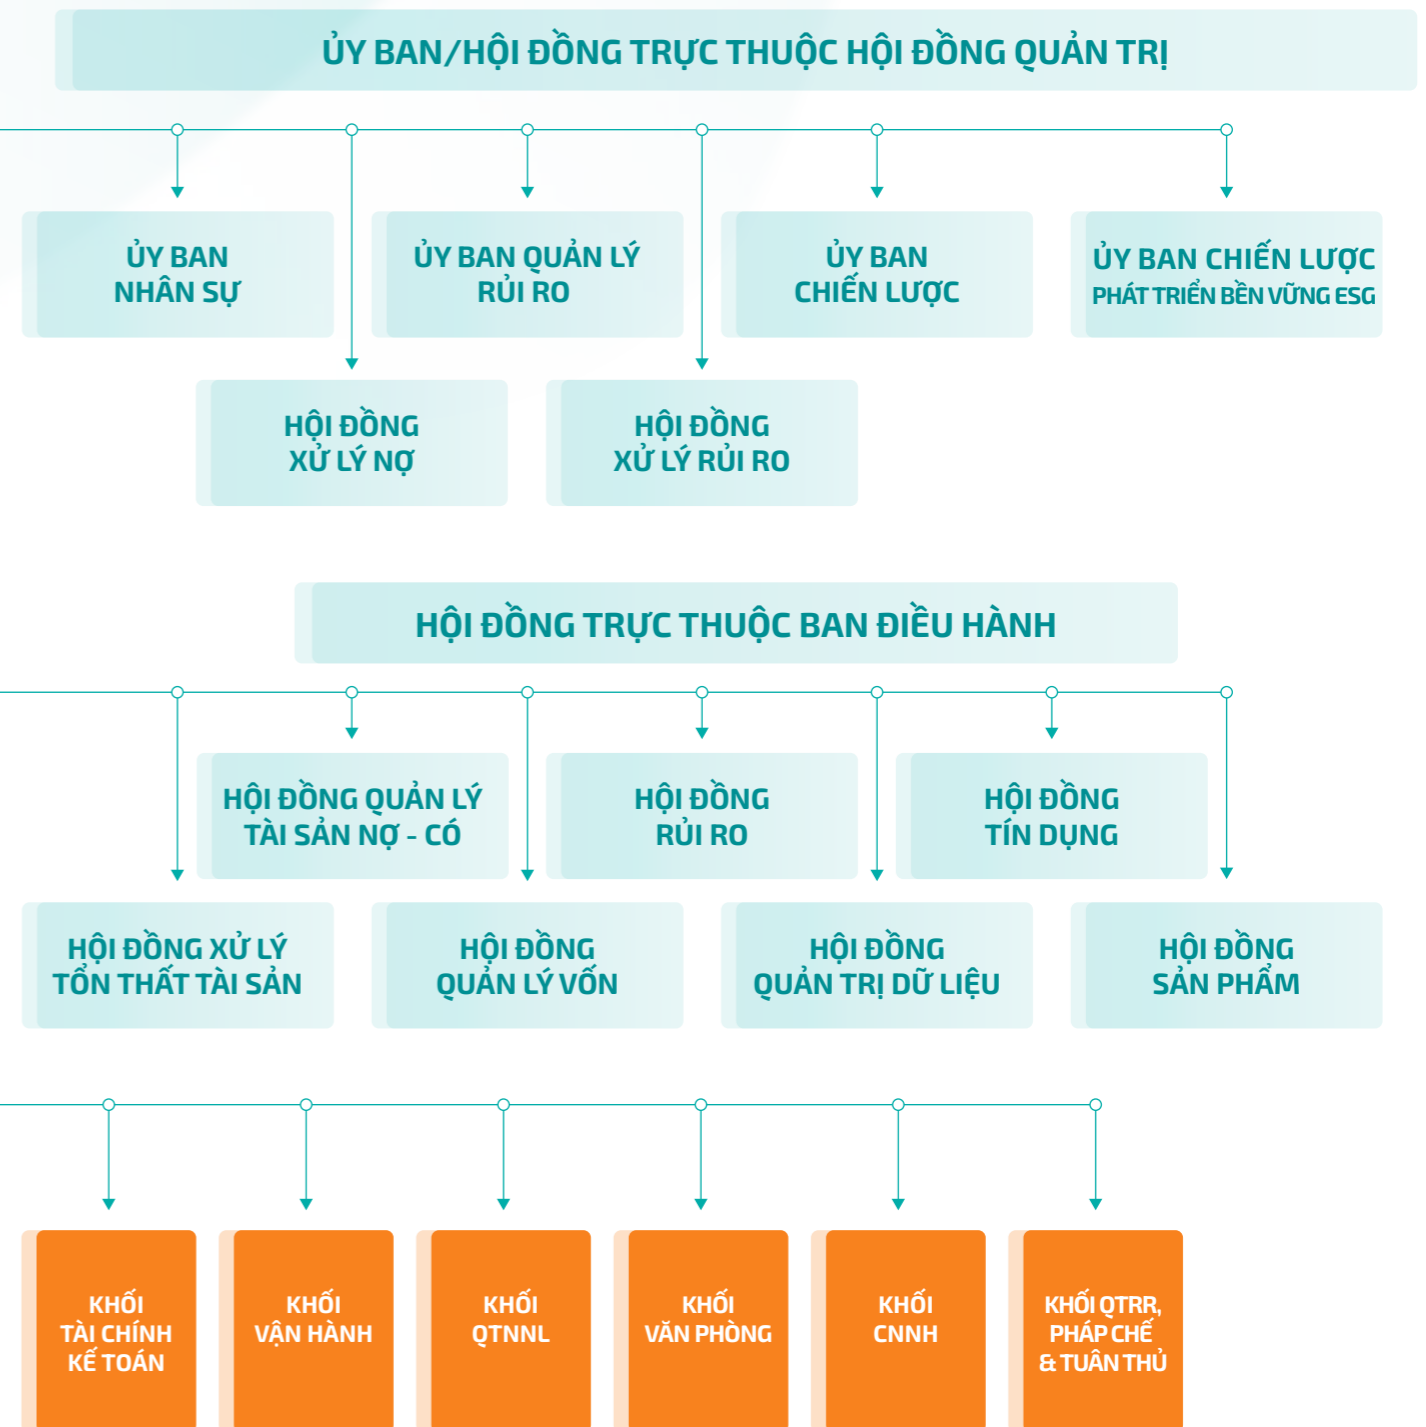 ỦY BAN/HỘI ĐỒNG TRỰC THUỘC HỘI ĐỒNG QUẢN TRỊ
ỦY BAN
NHÂN SỰ
ỦY BAN QUẢN LÝ
RỦI RO
ỦY BAN
CHIẾN LƯỢC
ỦY BAN CHIẾN LƯỢC
PHÁT TRIỂN BỀN VỮNG ESG
HỘI ĐỒNG
XỬ LÝ NỢ
HỘI ĐỒNG
XỬ LÝ RỦI RO
HỘI ĐỒNG TRỰC THUỘC BAN ĐIỀU HÀNH
HỘI ĐỒNG QUẢN LÝ
TÀI SẢN NỢ - CÓ
HỘI ĐỒNG
RỦI RO
HỘI ĐỒNG
TÍN DỤNG
HỘI ĐỒNG XỬ LÝ
TỔN THẤT TÀI SẢN
HỘI ĐỒNG
QUẢN LÝ VỐN
HỘI ĐỒNG
QUẢN TRỊ DỮ LIỆU
HỘI ĐỒNG
SẢN PHẨM
KHỐI
TÀI CHÍNH
KẾ TOÁN
KHỐI
VẬN HÀNH
KHỐI
QTNNL
KHỐI
VĂN PHÒNG
KHỐI
CNNH
KHỐI QTRR,
PHÁP CHẾ
& TUÂN THỦ